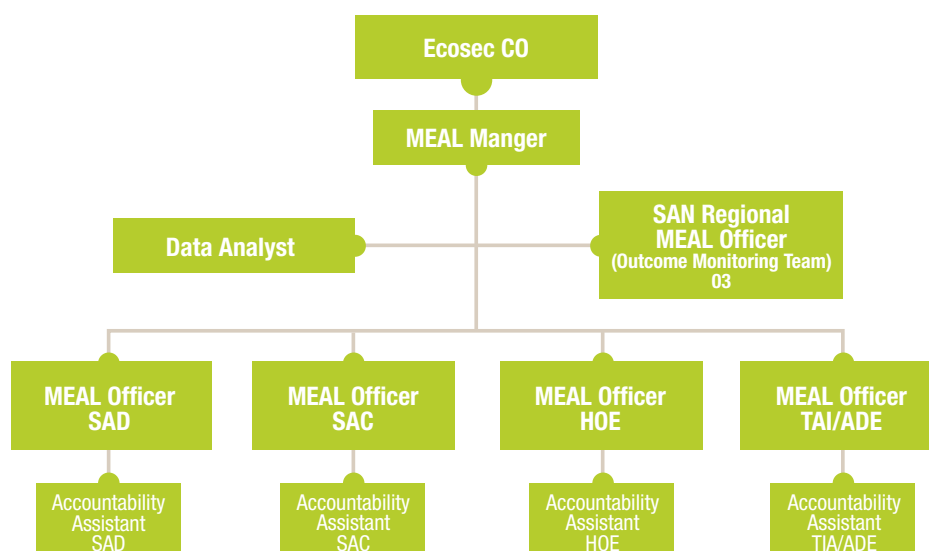 Ecosec CO
MEAL Manger
Data Analyst
SAN Regional
MEAL Officer
(Outcome Monitoring Team)
03
MEAL Officer
SAD
MEAL Officer
SAC
MEAL Officer
HOE
MEAL Officer
TAI/ADE
Accountability
Assistant
SAD
Accountability
Assistant
SAC
Accountability
Assistant
HOE
Accountability
Assistant
TIA/ADE